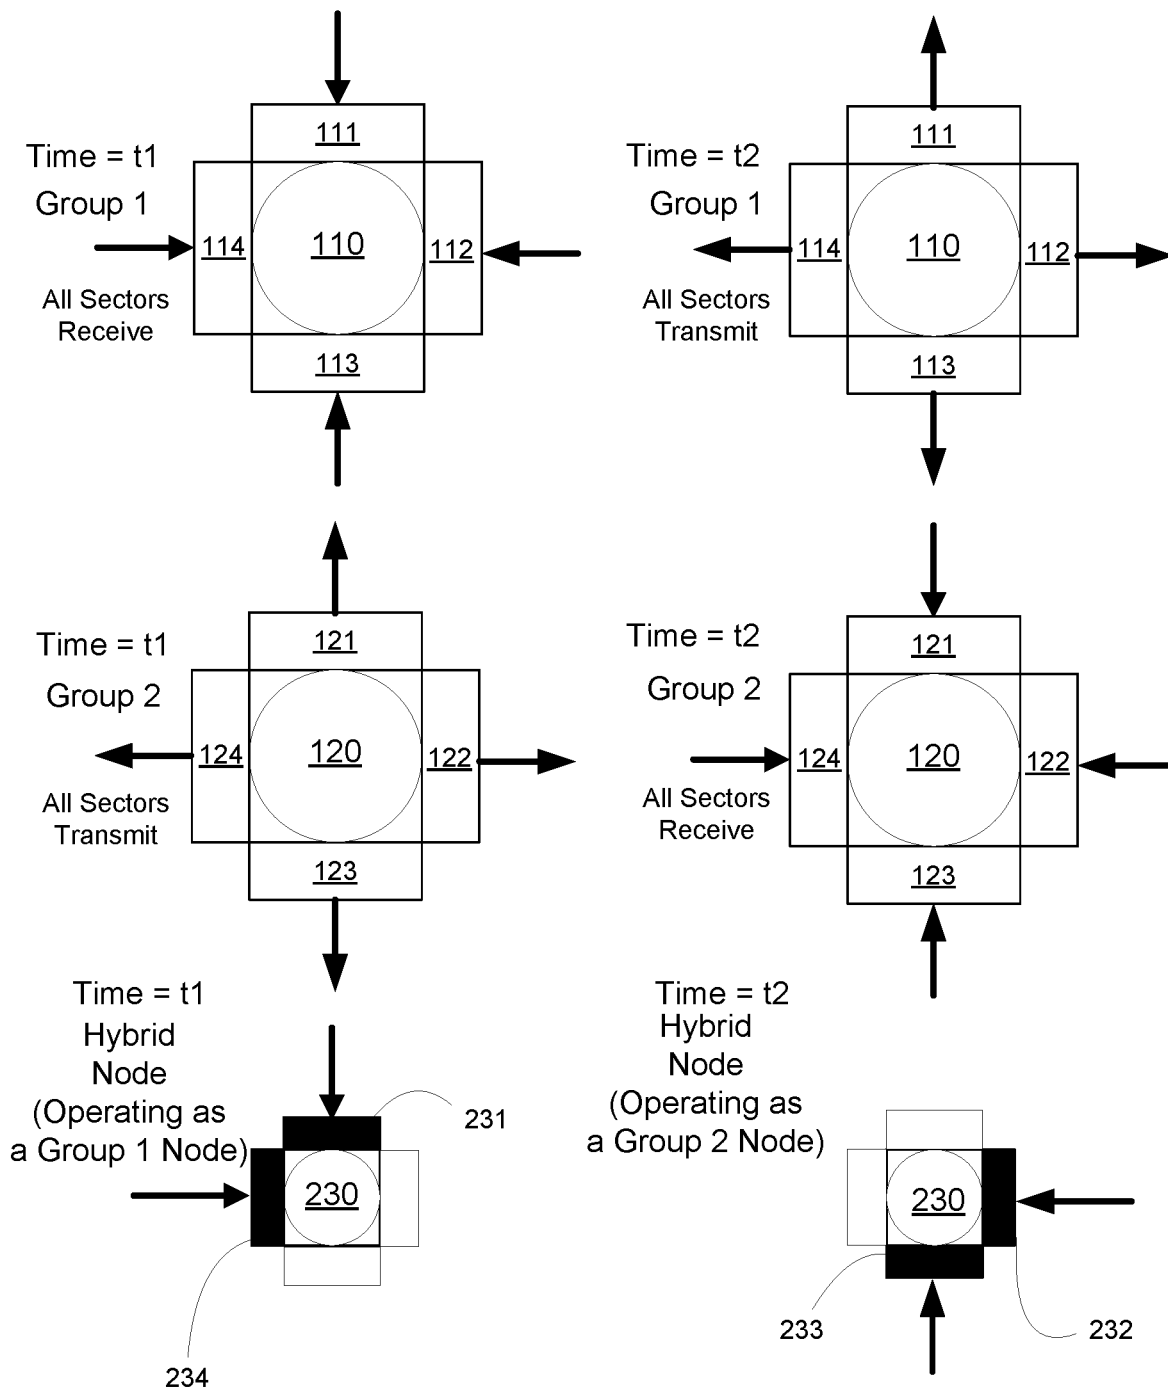 111
Time = t1
Group 1
114
110
112
All Sectors
Receive
113
111
Time = t2
Group 1
114
110
112
All Sectors
Transmit
113
121
Time = t1
Group 2
124
120
122
All Sectors
Transmit
123
121
Time = t2
Group 2
124
120
122
All Sectors
Receive
123
Time = t1
Hybrid
Node
(Operating as
a Group 1 Node)
231
230
234
Time = t2
Hybrid
Node
(Operating as
a Group 2 Node)
230
233
232